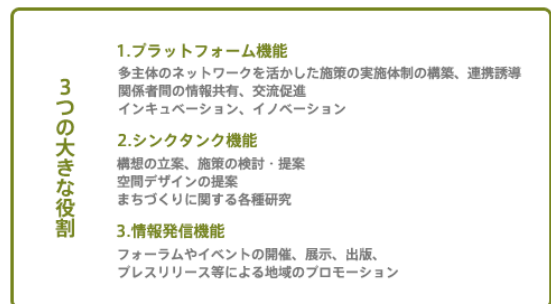 3つの大きな役割
1.プラットフォーム機能
多主体のネットワークを活かした施策の実施体制の構築、連携誘導
関係者間の情報共有、交流促進
インキュベーション、イノベーション
2.シンクタンク機能
構想の立案、施策の検討・提案
空間デザインの提案
まちづくりに関する各種研究
3.情報発信機能
フォーラムやイベントの開催、展示、出版、
プレスリリース等による地域のプロモーション